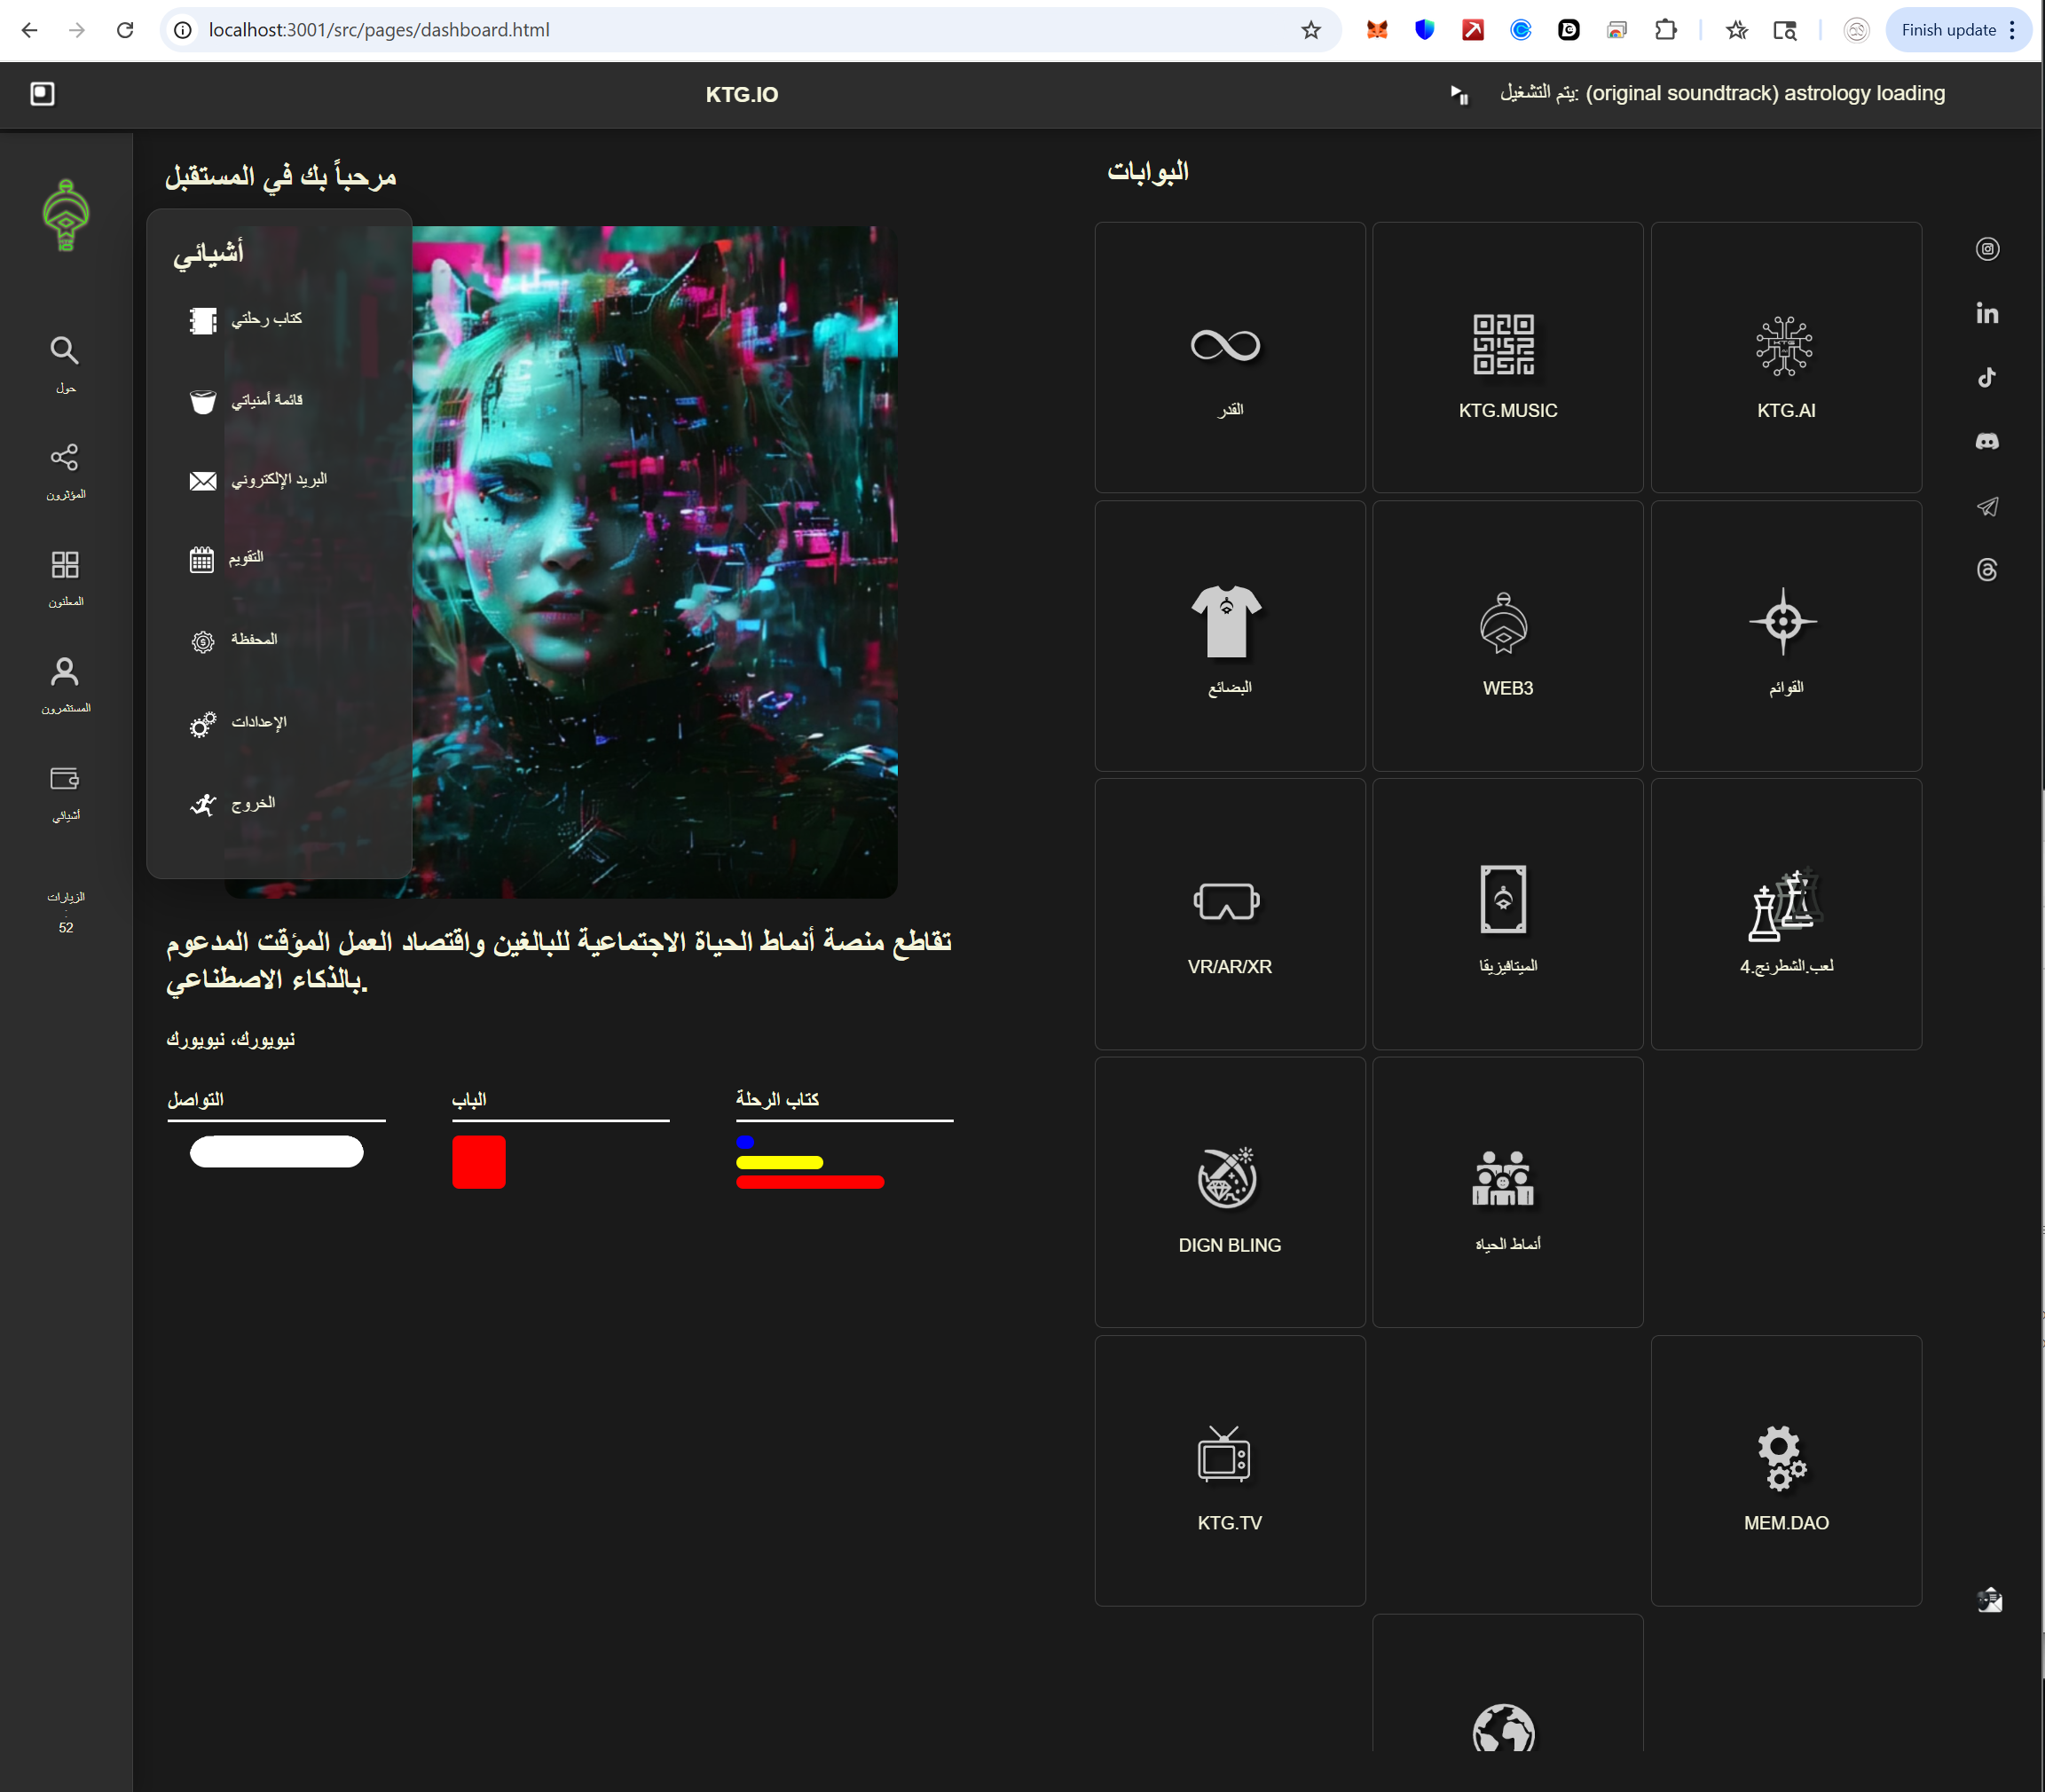 localhost:3001/src/pages/dashboard.html
Finish update
KTG.IO
يتم التشغيل: (original soundtrack) astrology loading
حول
المؤثرون
المعلنون
المستثمرون
أشيائي
الزيارات
:
52
مرحباً بك في المستقبل
أشيائي
كتاب رحلتي
قائمة أمنياتي
البريد الإلكتروني
التقويم
المحفظة
الإعدادات
الخروج
تقاطع منصة أنماط الحياة الاجتماعية للبالغين واقتصاد العمل المؤقت المدعوم
بالذكاء الاصطناعي.
نيويورك، نيويورك
التواصل
الباب
كتاب الرحلة
البوابات
القدر
KTG.MUSIC
KTG.AI
البضائع
WEB3
القوائم
VR/AR/XR
الميتافيزيقا
لعب.الشطرنج.4
DIGN BLING
أنماط الحياة
KTG.TV
MEM.DAO